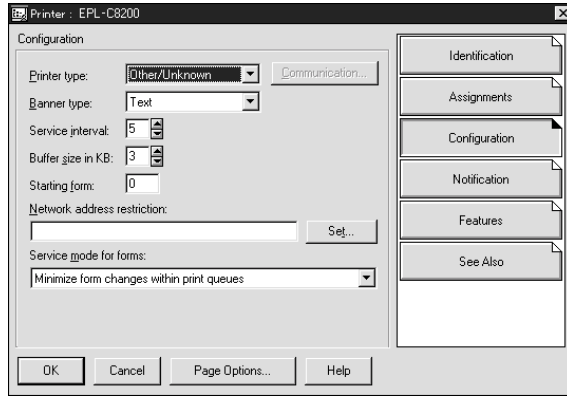 Printer : EPL-C8200
Configuration
Printer type: Other/Unknown Communication...
Banner type: Text
Service interval: 5
Buffer size in KB: 3
Starting form: 0
Network address restriction:
Set...
Service mode for forms:
Minimize form changes within print queues
OK Cancel Page Options... Help
Identification
Assignments
Configuration
Notification
Features
See Also